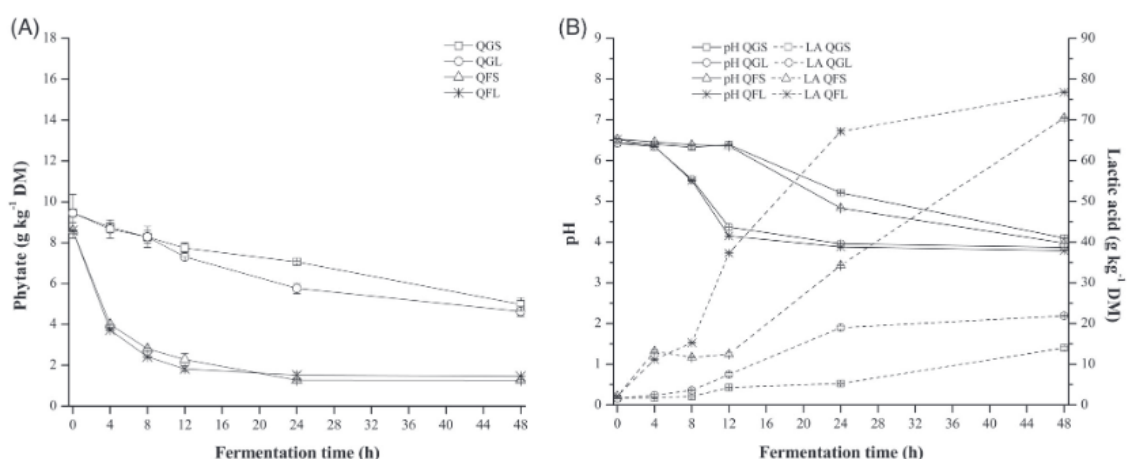 (A)
18
16
14
12
10
8
6
4
2
0
Phytate (g kg⁻¹ DM)
QGS
QGL
QFS
QFL
0 4 8 12 16 20 24 28 32 36 40 44 48
Fermentation time (h)
(B)
9
8
7
6
5
4
3
2
1
0
pH
pH QGS LA QGS
pH QGL LA QGL
pH QFS LA QFS
pH QFL LA QFL
90
80
70
60
50
40
30
20
10
0
Lactic acid (g kg⁻¹ DM)
0 4 8 12 16 20 24 28 32 36 40 44 48
Fermentation time (h)